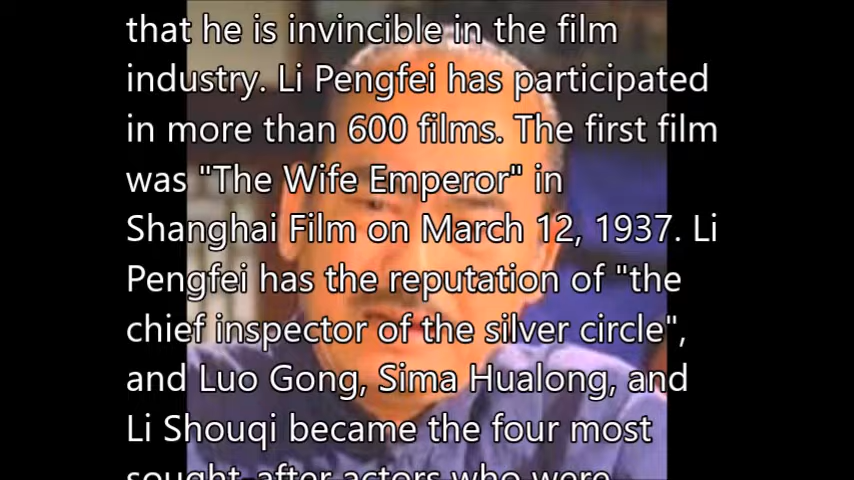 that he is invincible in the film
industry. Li Pengfei has participated
in more than 600 films. The first film
was "The Wife Emperor" in
Shanghai Film on March 12, 1937. Li
Pengfei has the reputation of "the
chief inspector of the silver circle",
and Luo Gong, Sima Hualong, and
Li Shouqi became the four most
sought-after actors who were